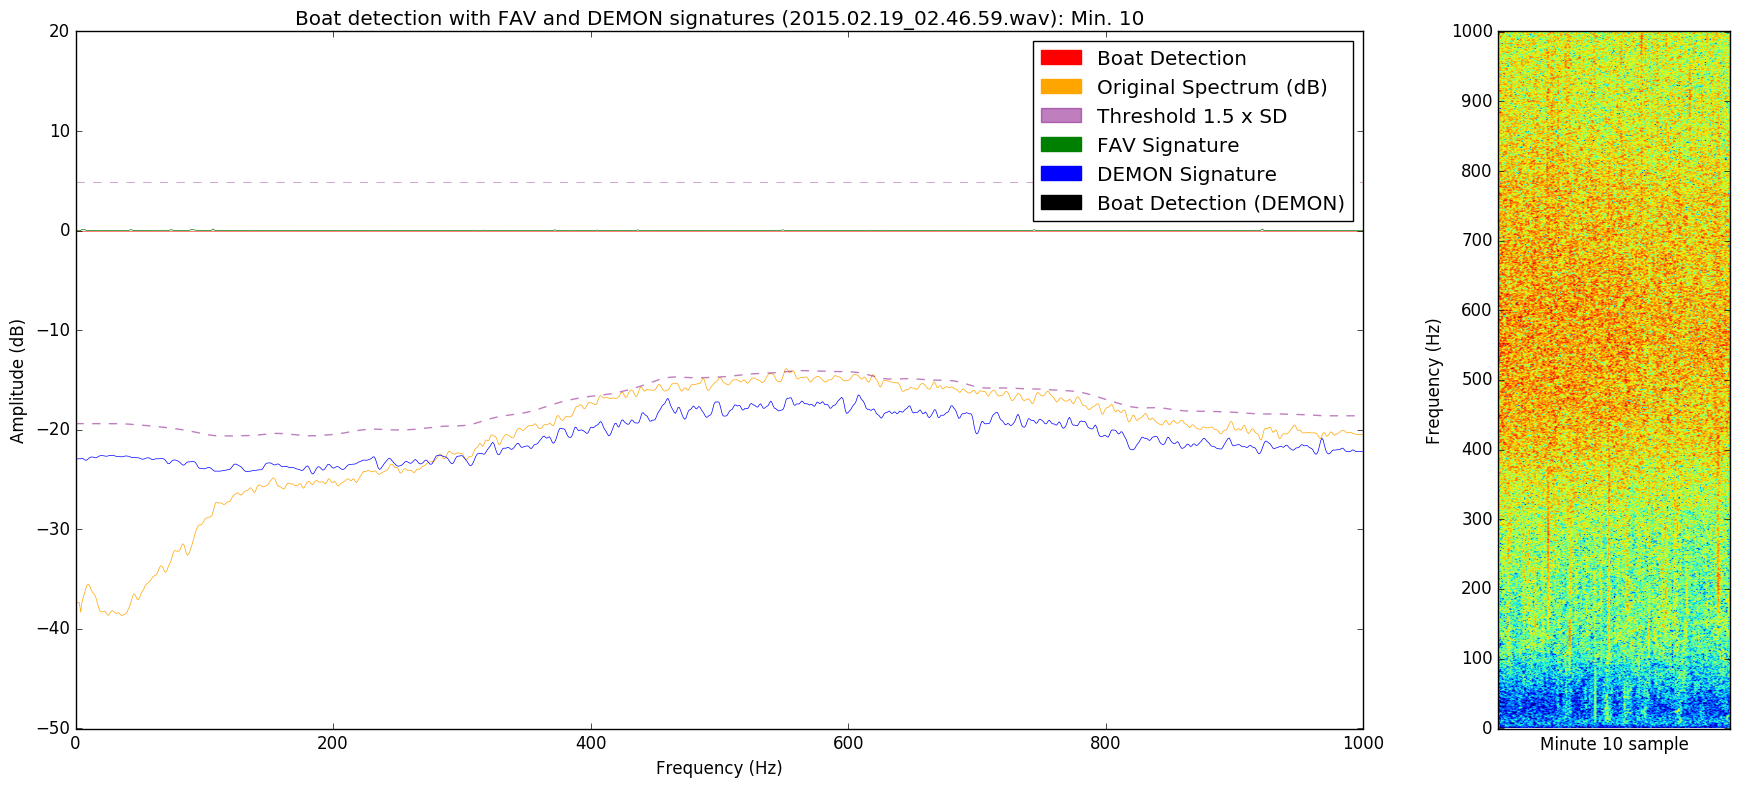 Boat detection with FAV and DEMON signatures (2015.02.19_02.46.59.wav): Min. 10
Boat Detection
Original Spectrum (dB)
Threshold 1.5 x SD
FAV Signature
DEMON Signature
Boat Detection (DEMON)
Amplitude (dB)
20
10
0
−10
−20
−30
−40
−50
0
200
400
600
800
1000
Frequency (Hz)
Frequency (Hz)
1000
900
800
700
600
500
400
300
200
100
0
Minute 10 sample